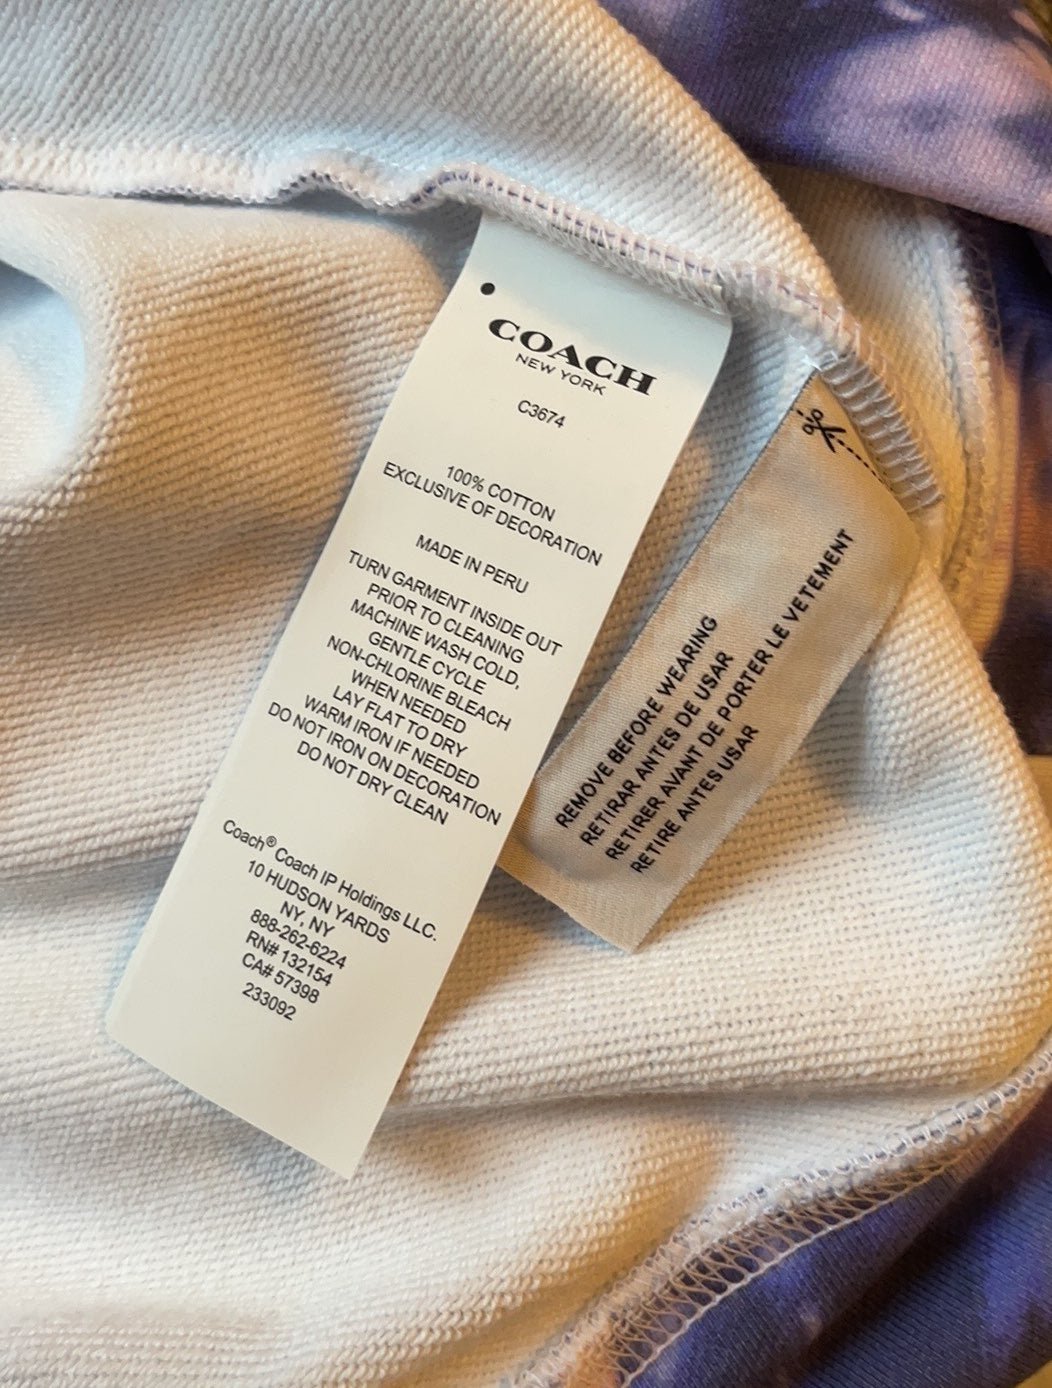 COACH
NEW YORK
C3674
100% COTTON
EXCLUSIVE OF DECORATION
MADE IN PERU
TURN GARMENT INSIDE OUT
PRIOR TO CLEANING
MACHINE WASH COLD,
GENTLE CYCLE
NON-CHLORINE BLEACH
WHEN NEEDED
LAY FLAT TO DRY
WARM IRON IF NEEDED
DO NOT IRON ON DECORATION
DO NOT DRY CLEAN
Coach® Coach IP Holdings LLC.
10 HUDSON YARDS
NY, NY
888-262-6224
RN# 132154
CA# 57398
233092
REMOVE BEFORE WEARING
RETIRAR ANTES DE USAR
RETIRER AVANT DE PORTER LE VETEMENT
RETIRE ANTES USAR